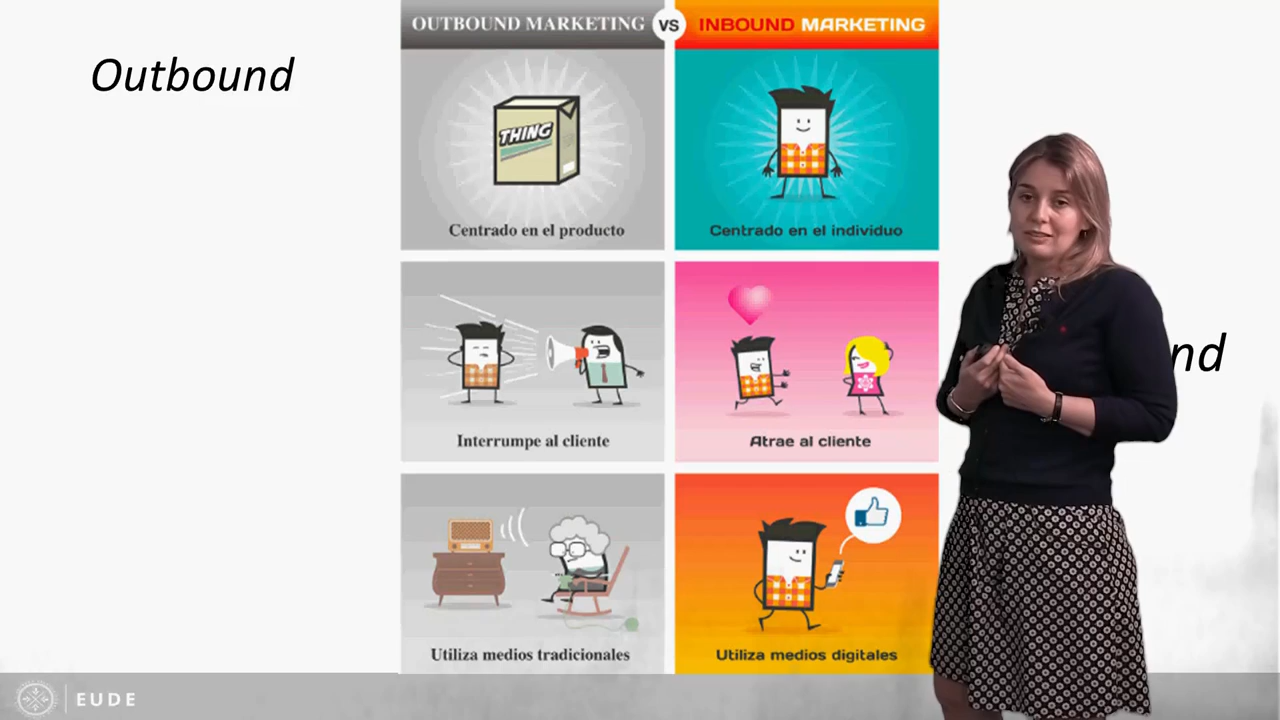 Outbound
OUTBOUND MARKETING VS INBOUND MARKETING
THING
Centrado en el producto
Centrado en el individuo
Interrumpe al cliente
Atrae al cliente
Utiliza medios tradicionales
Utiliza medios digitales
EUDE